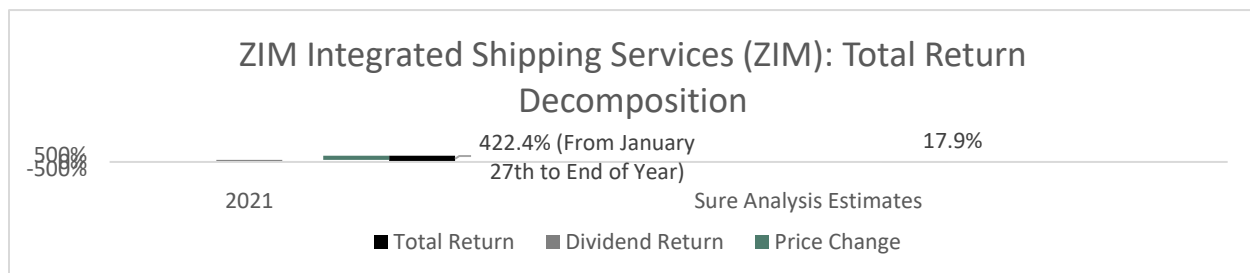 ZIM Integrated Shipping Services (ZIM): Total Return
Decomposition
500%
0%
-500%
422.4% (From January
27th to End of Year)
17.9%
2021
Sure Analysis Estimates
Total Return
Dividend Return
Price Change